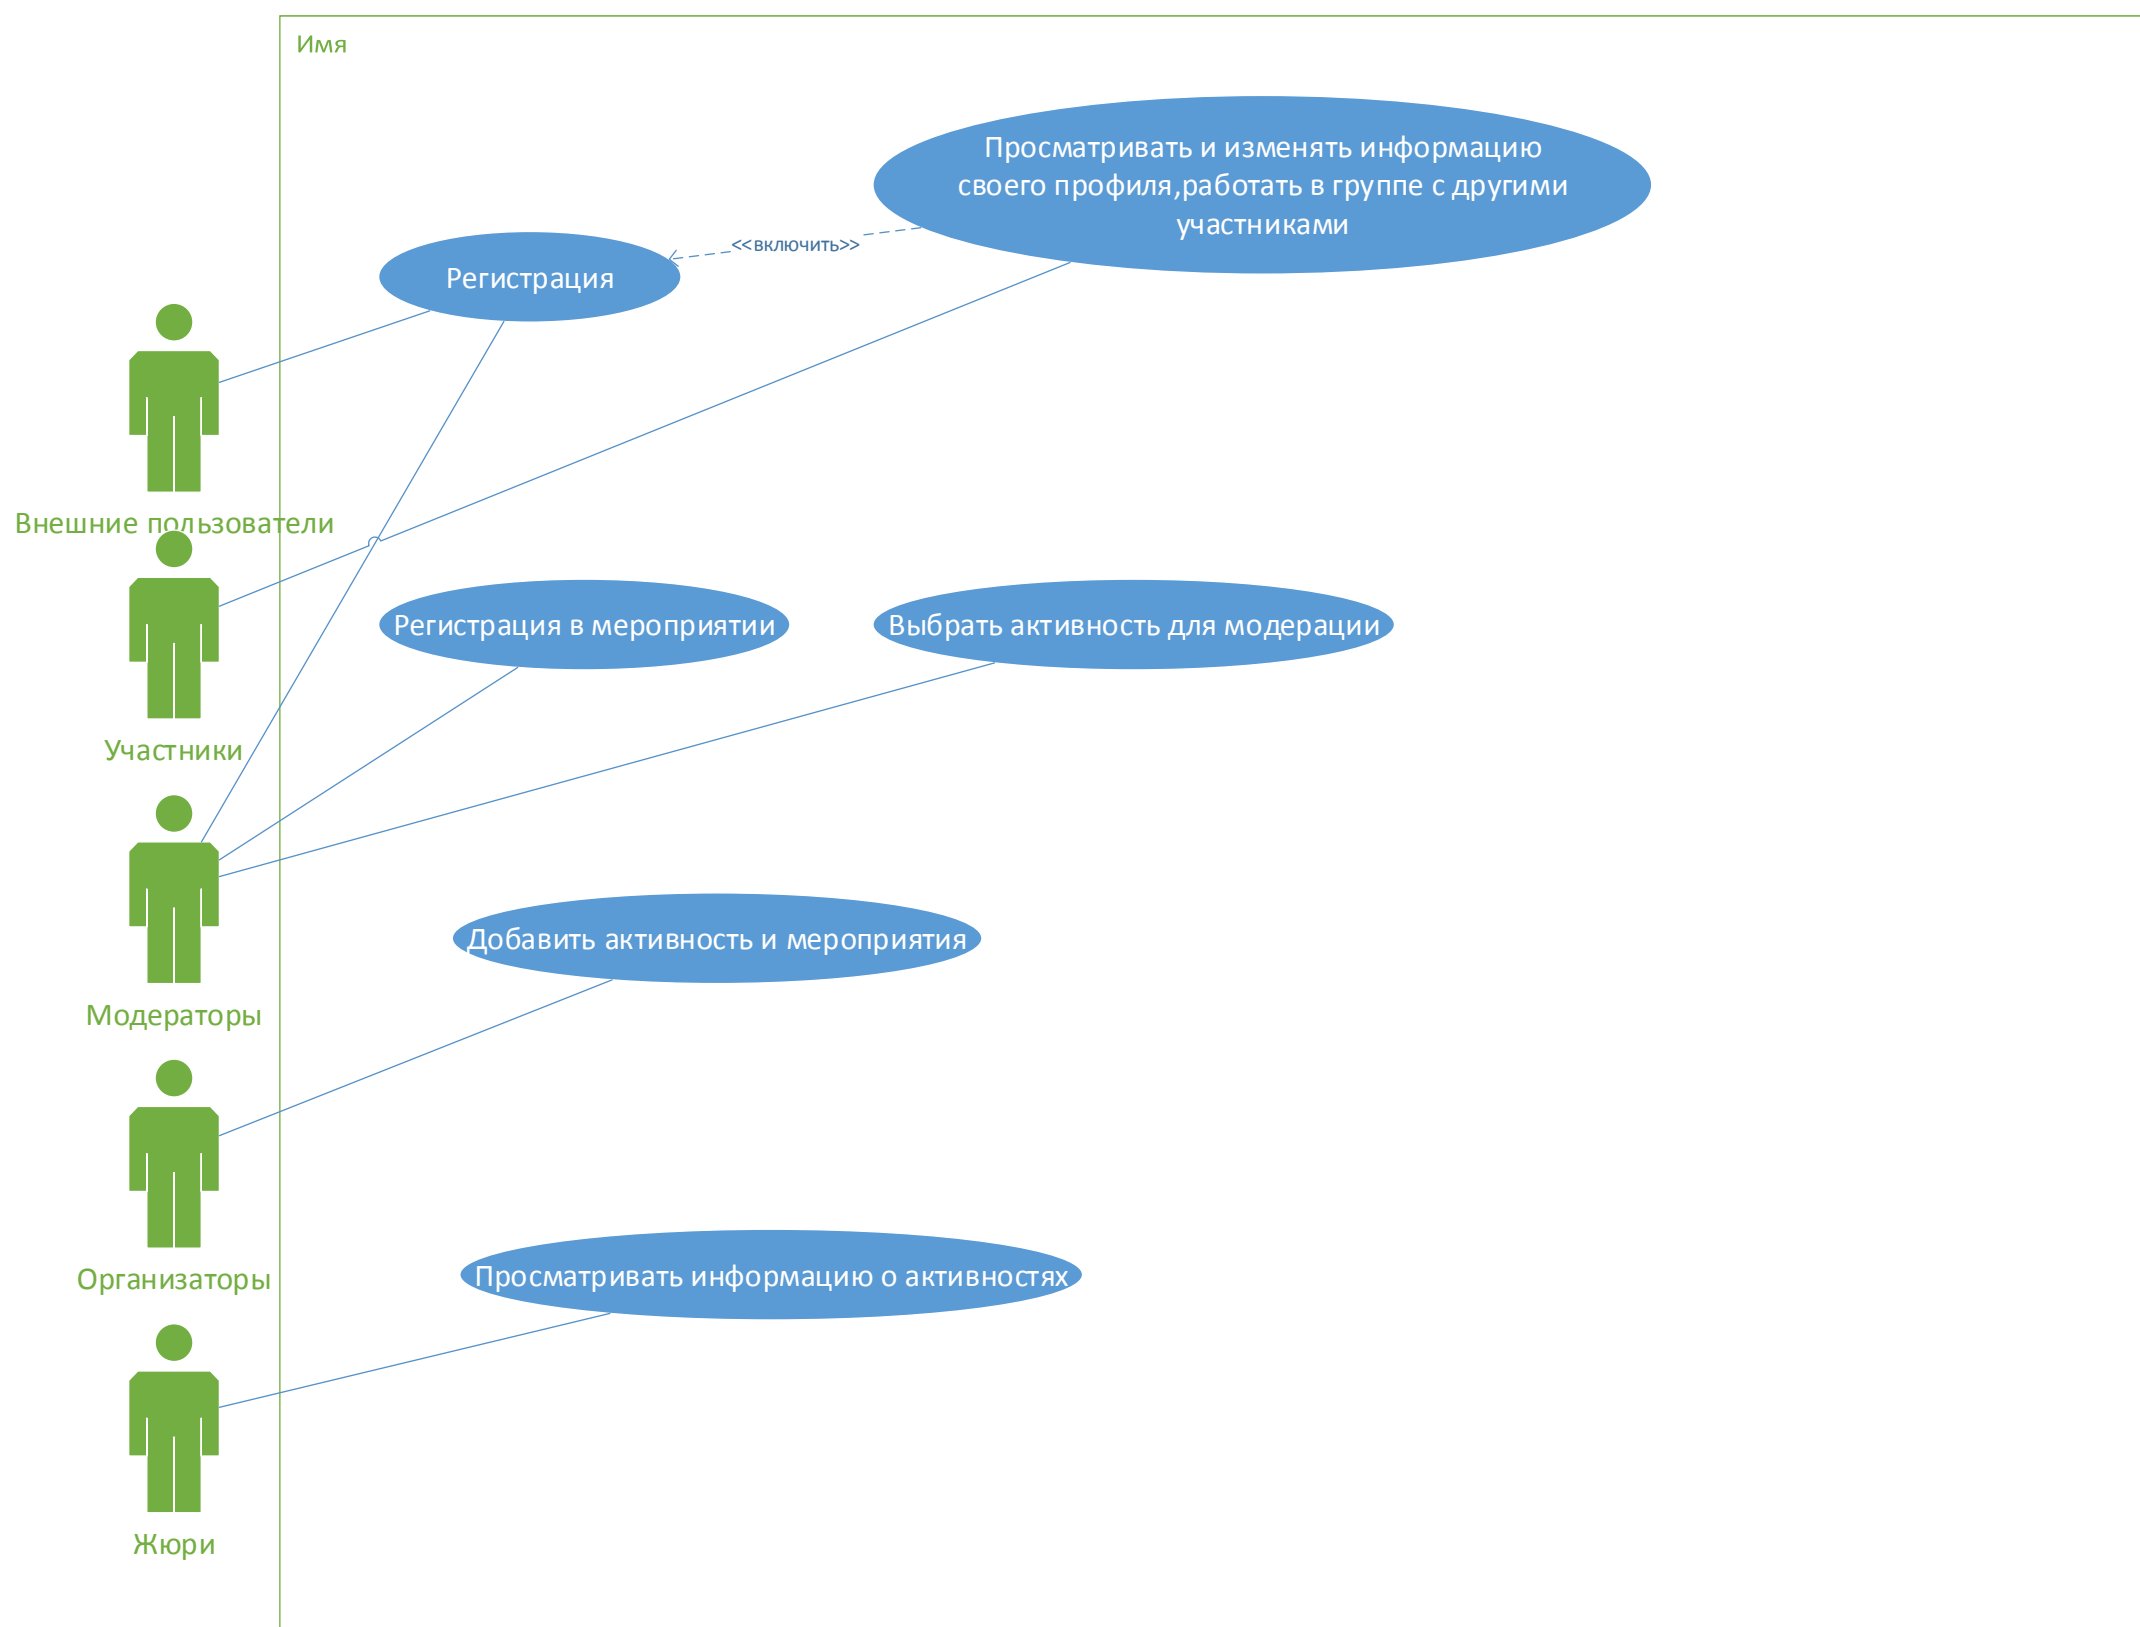 Имя
Просматривать и изменять информацию
своего профиля,работать в группе с другими
участниками
<<включить>>
Регистрация
Внешние пользователи
Регистрация в мероприятии
Выбрать активность для модерации
Участники
Добавить активность и мероприятия
Модераторы
Просматривать информацию о активностях
Организаторы
Жюри